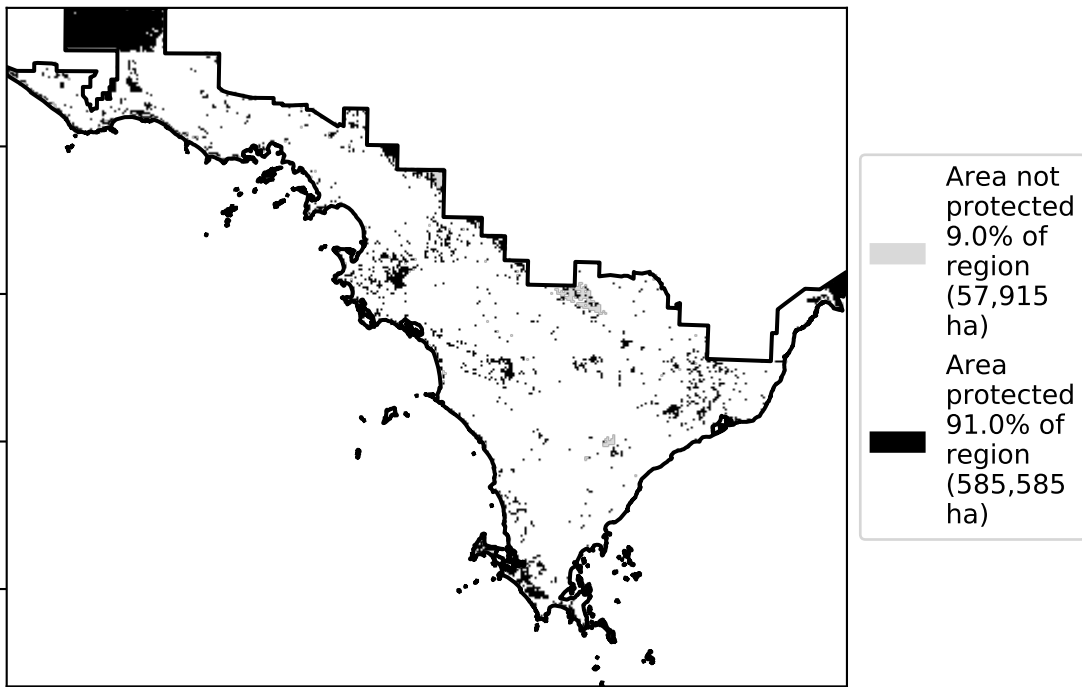 Area not
protected
9.0% of
region
(57,915
ha)
Area
protected
91.0% of
region
(585,585
ha)